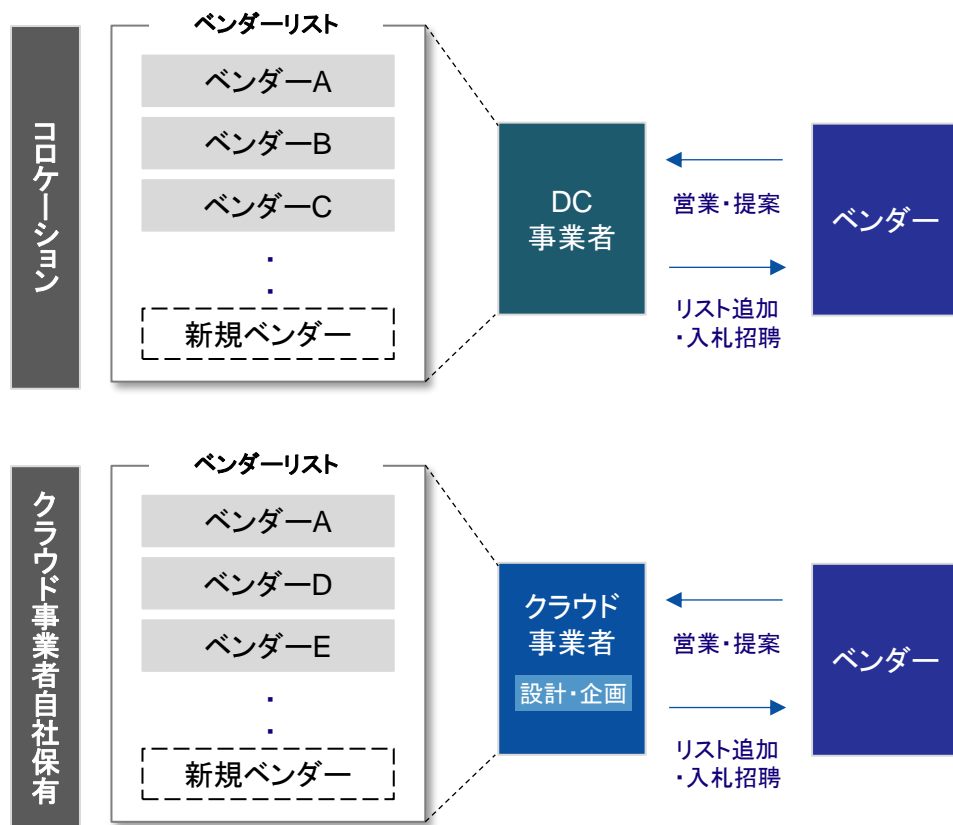 コロケーション
ベンダーリスト
ベンダーA
ベンダーB
ベンダーC
・
・
新規ベンダー
DC
事業者
営業・提案
リスト追加
・入札招聘
ベンダー
クラウド事業者自社保有
ベンダーリスト
ベンダーA
ベンダーD
ベンダーE
・
・
新規ベンダー
クラウド
事業者
設計・企画
営業・提案
リスト追加
・入札招聘
ベンダー